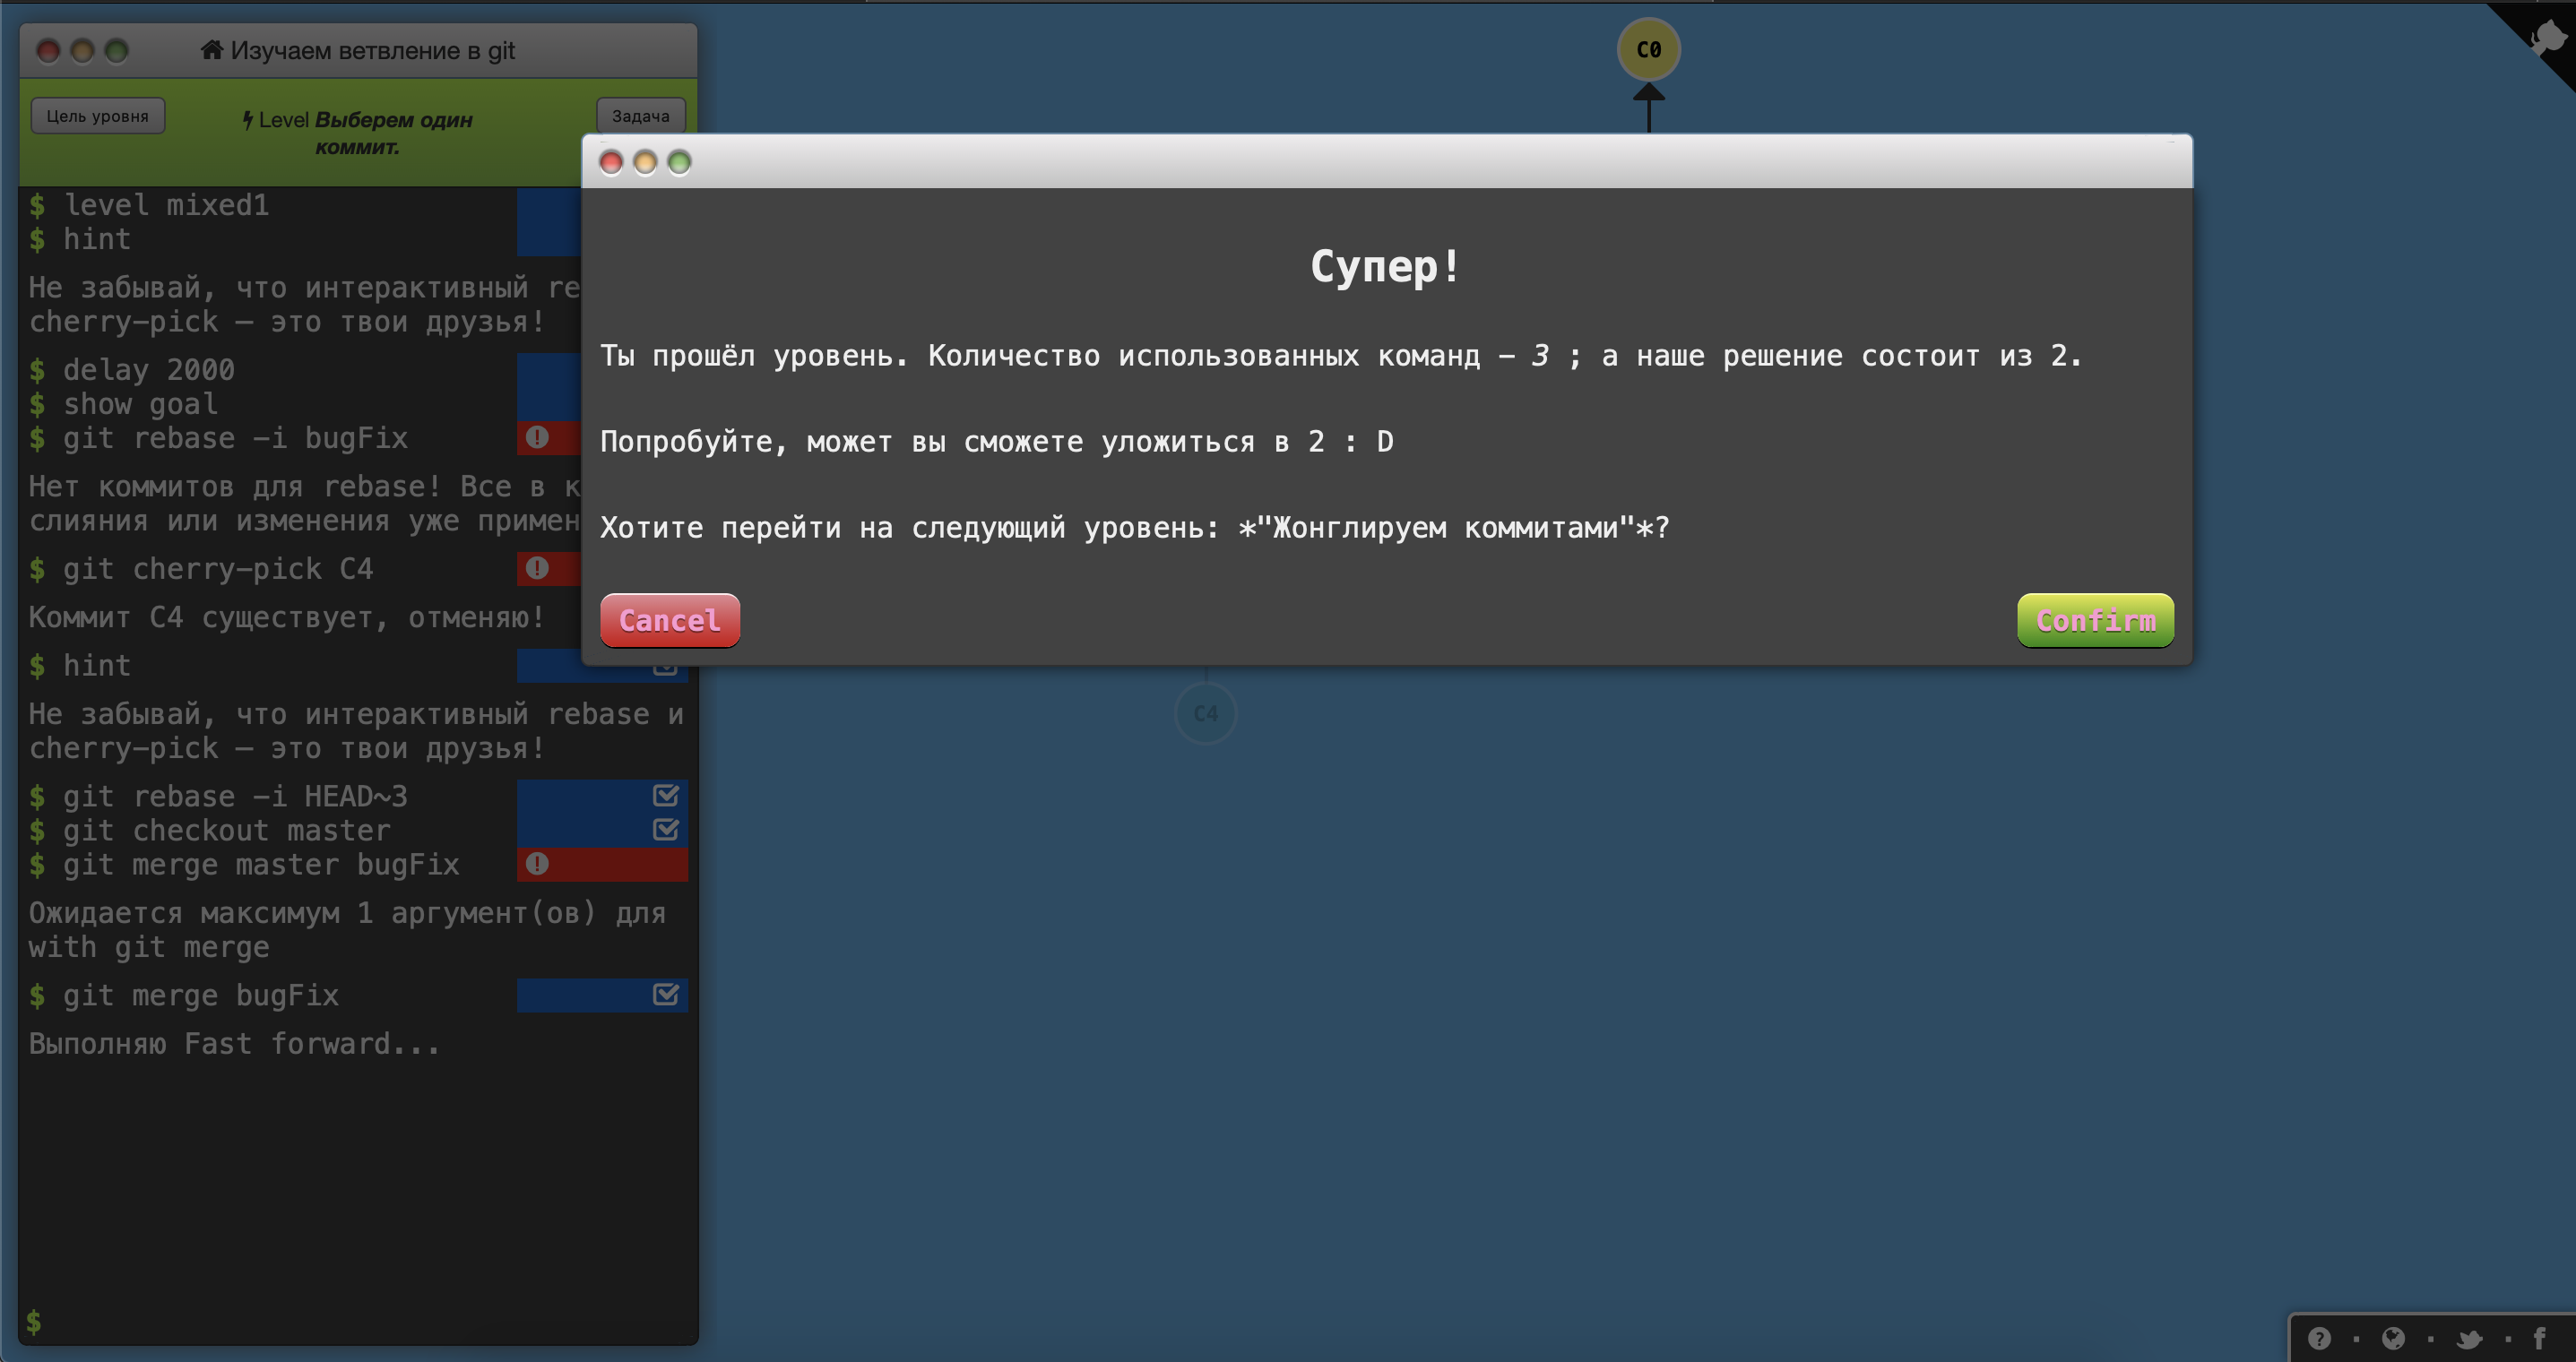 Изучаем ветвление в git
Цель уровня
Level Выберем один
коммит.
Задача
$ level mixed1
$ hint
Не забывай, что интерактивный re
cherry-pick — это твои друзья!
$ delay 2000
$ show goal
$ git rebase -i bugFix
Нет коммитов для rebase! Все в к
слияния или изменения уже примен
$ git cherry-pick C4
Коммит C4 существует, отменяю!
$ hint
Не забывай, что интерактивный rebase и
cherry-pick — это твои друзья!
$ git rebase -i HEAD~3
$ git checkout master
$ git merge master bugFix
Ожидается максимум 1 аргумент(ов) для
with git merge
$ git merge bugFix
Выполняю Fast forward...
$
C0
Супер!
Ты прошёл уровень. Количество использованных команд - 3 ; а наше решение состоит из 2.
Попробуйте, может вы сможете уложиться в 2 : D
Хотите перейти на следующий уровень: *"Жонглируем коммитами"*?
Cancel
Confirm
C4